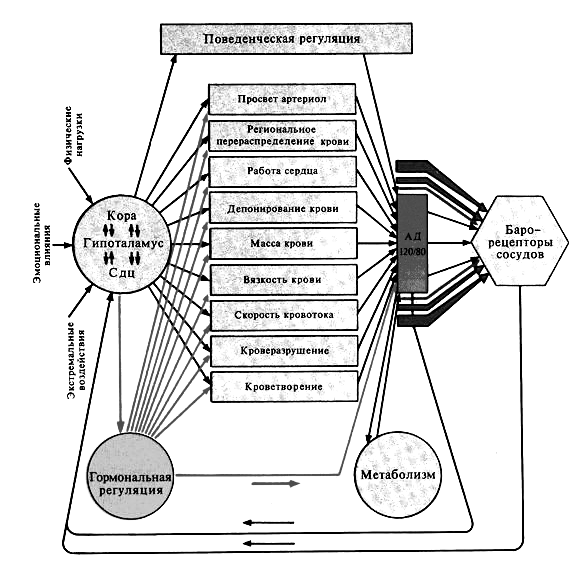 Поведенческая регуляция
Просвет артериол
Региональное
перераспределение крови
Работа сердца
Депонирование крови
Масса крови
Вязкость крови
Скорость кровотока
Кроверазрушение
Кроветворение
Физические
нагрузки
Эмоциональные
влияния
Экстремальные
воздействия
Кора
Гипоталамус
Сдц
АД
120/80
Баро-
рецепторы
сосудов
Гормональная
регуляция
Метаболизм